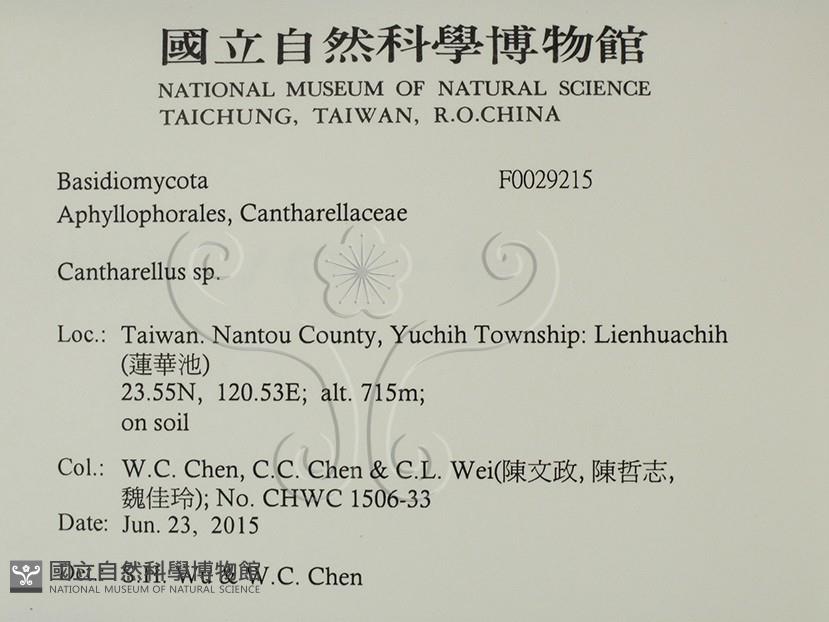 國立自然科學博物館
NATIONAL MUSEUM OF NATURAL SCIENCE
TAICHUNG, TAIWAN, R.O.CHINA
Basidiomycota F0029215
Aphyllophorales, Cantharellaceae
Cantharellus sp.
Loc.: Taiwan. Nantou County, Yuchih Township: Lienhuachih
(蓮華池)
23.55N, 120.53E; alt. 715m;
on soil
Col.: W.C. Chen, C.C. Chen & C.L. Wei(陳文政, 陳哲志,
魏佳玲); No. CHWC 1506-33
Date: Jun. 23, 2015
Det.: S.H. Wu & W.C. Chen
國立自然科學博物館
NATIONAL MUSEUM OF NATURAL SCIENCE